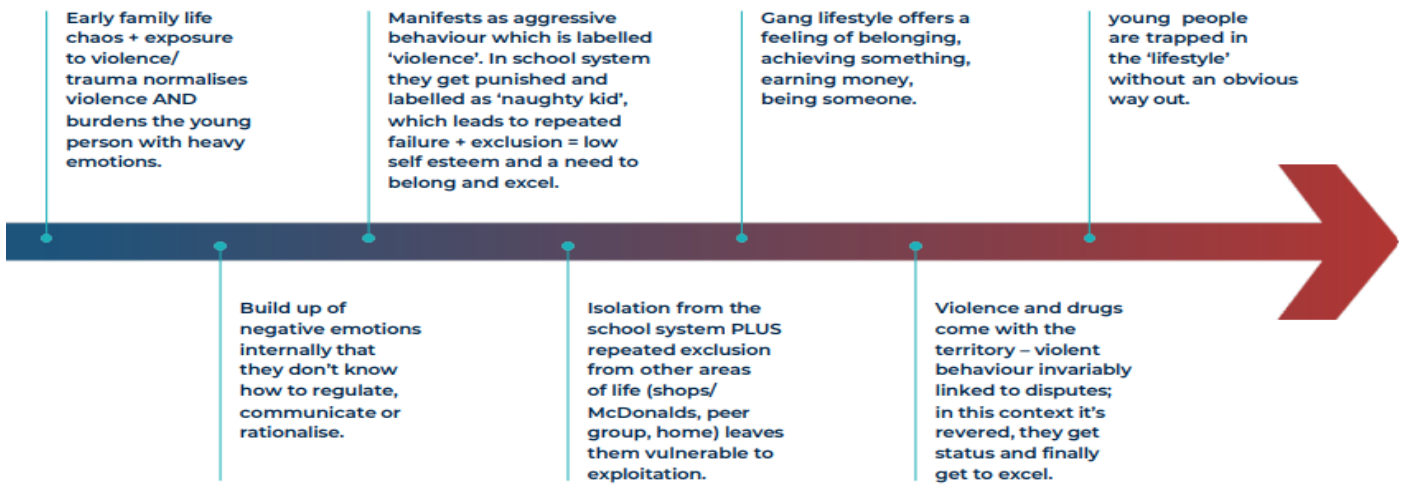 Early family life
chaos + exposure
to violence/
trauma normalises
violence AND
burdens the young
person with heavy
emotions.
Build up of
negative emotions
internally that
they don't know
how to regulate,
communicate or
rationalise.
Manifests as aggressive
behaviour which is labelled
‘violence’. In school system
they get punished and
labelled as ‘naughty kid’,
which leads to repeated
failure + exclusion = low
self esteem and a need to
belong and excel.
Isolation from the
school system PLUS
repeated exclusion
from other areas
of life (shops/
McDonalds, peer
group, home) leaves
them vulnerable to
exploitation.
Gang lifestyle offers a
feeling of belonging,
achieving something,
earning money,
being someone.
Violence and drugs
come with the
territory – violent
behaviour invariably
linked to disputes;
in this context it’s
revered, they get
status and finally
get to excel.
young people
are trapped in
the ‘lifestyle’
without an obvious
way out.